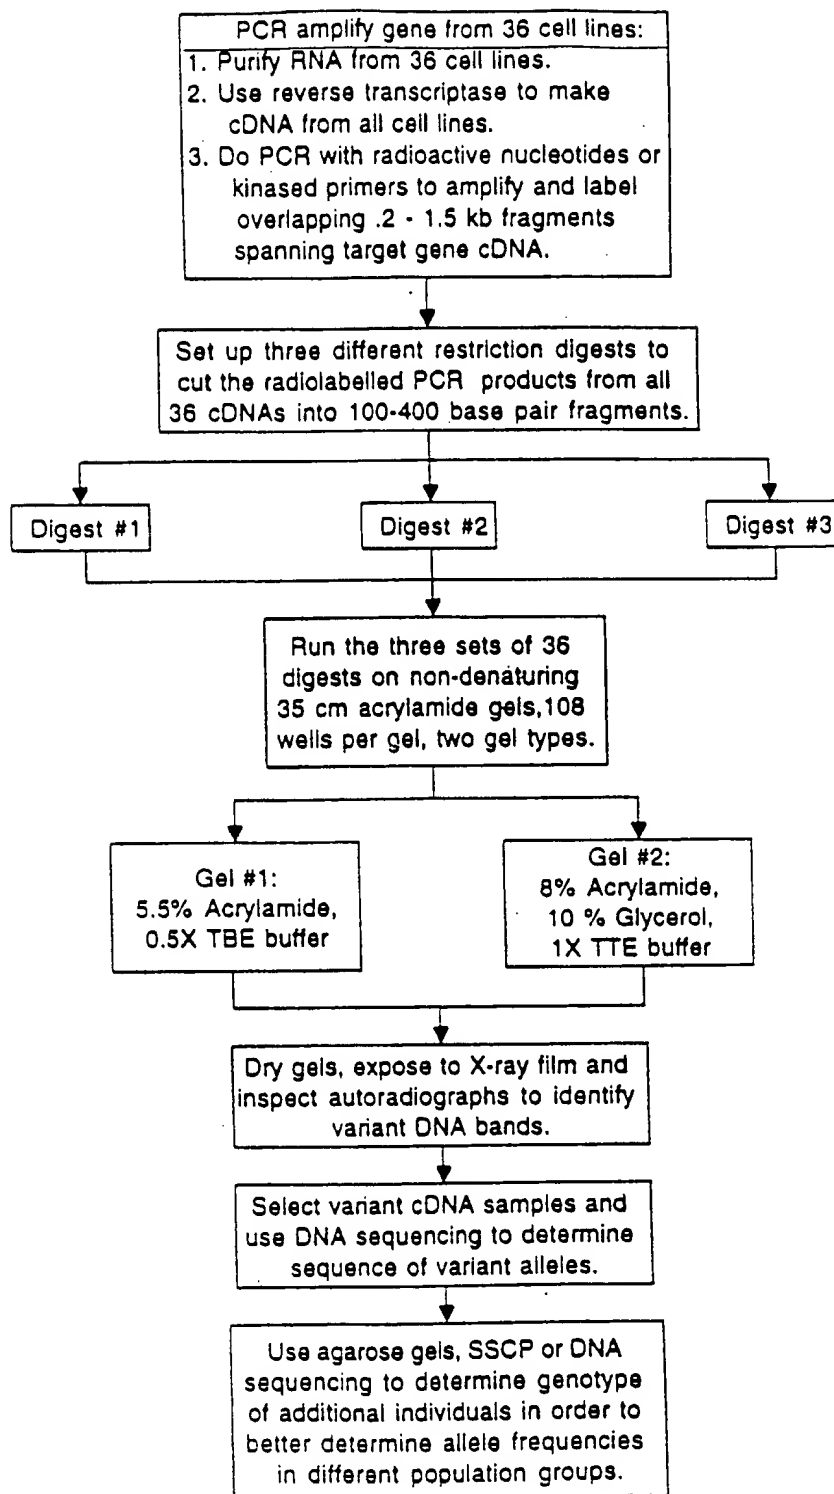 PCR amplify gene from 36 cell lines:
1. Purify RNA from 36 cell lines.
2. Use reverse transcriptase to make
cDNA from all cell lines.
3. Do PCR with radioactive nucleotides or
kinased primers to amplify and label
overlapping .2 - 1.5 kb fragments
spanning target gene cDNA.
Set up three different restriction digests to
cut the radiolabelled PCR products from all
36 cDNAs into 100-400 base pair fragments.
Digest #1
Digest #2
Digest #3
Run the three sets of 36
digests on non-denaturing
35 cm acrylamide gels,108
wells per gel, two gel types.
Gel #1:
5.5% Acrylamide,
0.5X TBE buffer
Gel #2:
8% Acrylamide,
10 % Glycerol,
1X TTE buffer
Dry gels, expose to X-ray film and
inspect autoradiographs to identify
variant DNA bands.
Select variant cDNA samples and
use DNA sequencing to determine
sequence of variant alleles.
Use agarose gels, SSCP or DNA
sequencing to determine genotype
of additional individuals in order to
better determine allele frequencies
in different population groups.